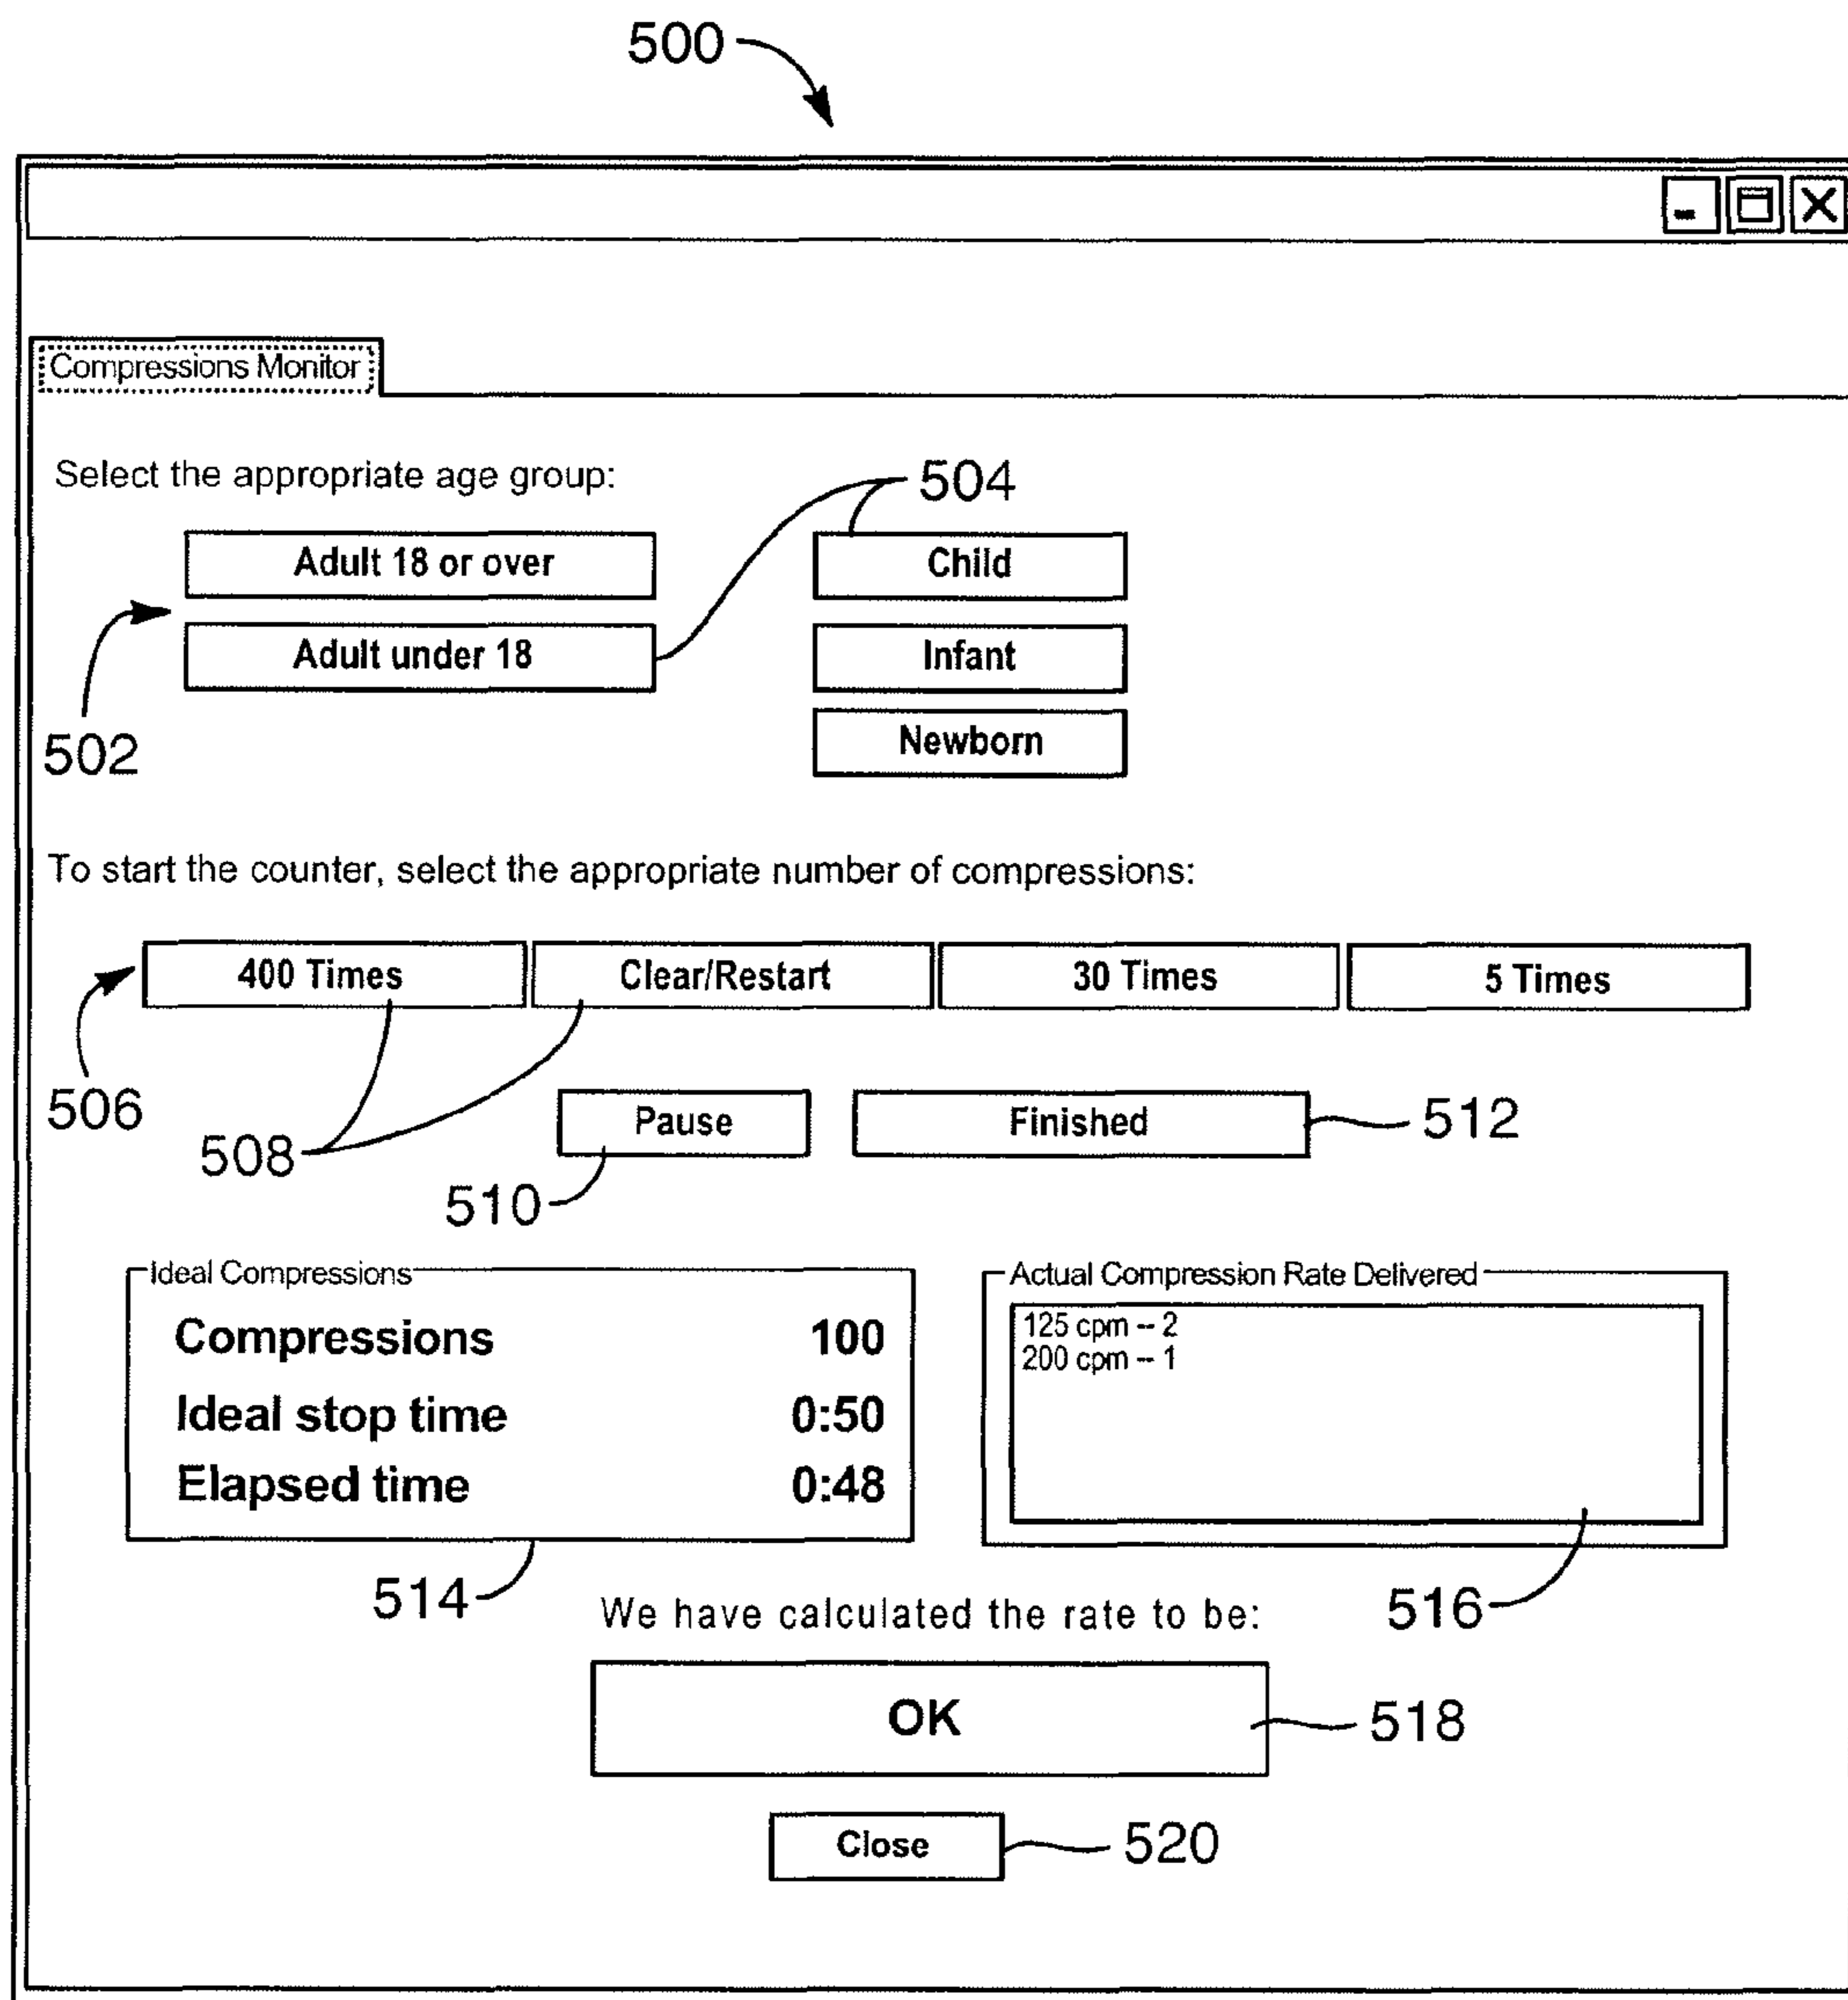 500
Compressions Monitor
Select the appropriate age group:
504
Adult 18 or over
Child
502
Adult under 18
Infant
Newborn
To start the counter, select the appropriate number of compressions:
506
400 Times
Clear/Restart
30 Times
5 Times
508
Pause
510
Finished
512
Ideal Compressions
Compressions 100
Ideal stop time 0:50
Elapsed time 0:48
514
Actual Compression Rate Delivered
125 cpm -- 2
200 cpm -- 1
516
We have calculated the rate to be:
OK
518
Close
520